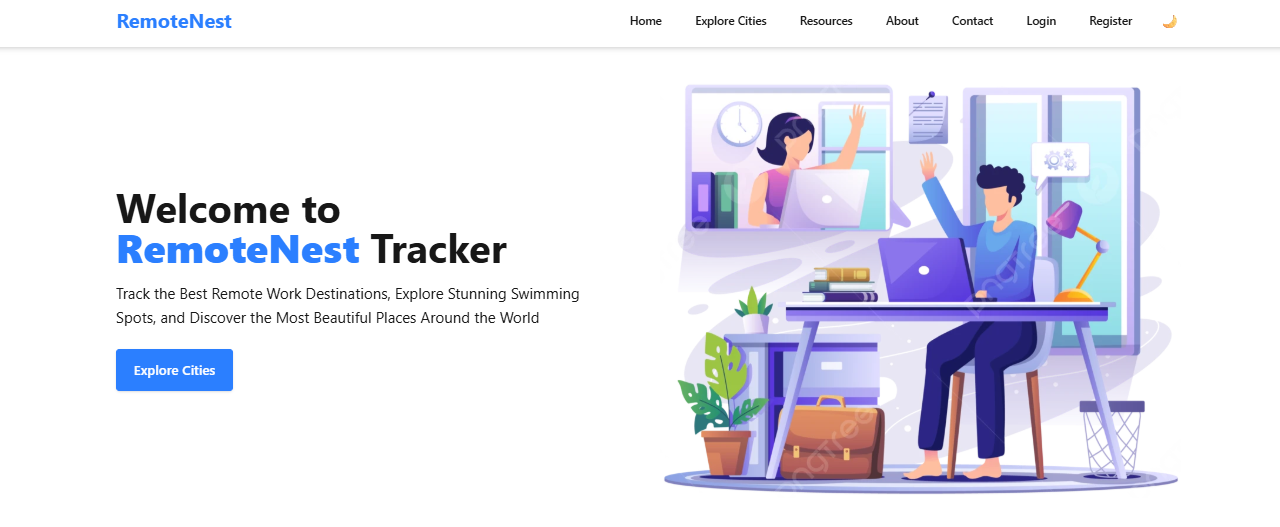 RemoteNest
Home Explore Cities Resources About Contact Login Register
Welcome to
RemoteNest Tracker
Track the Best Remote Work Destinations, Explore Stunning Swimming
Spots, and Discover the Most Beautiful Places Around the World
Explore Cities
pngtree